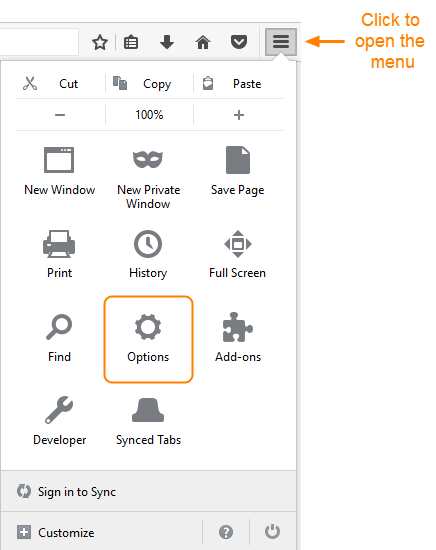 Click to
open the
menu
Cut Copy Paste
100%
New Window New Private
Window Save Page
Print History Full Screen
Find Options Add-ons
Developer Synced Tabs
Sign in to Sync
Customize